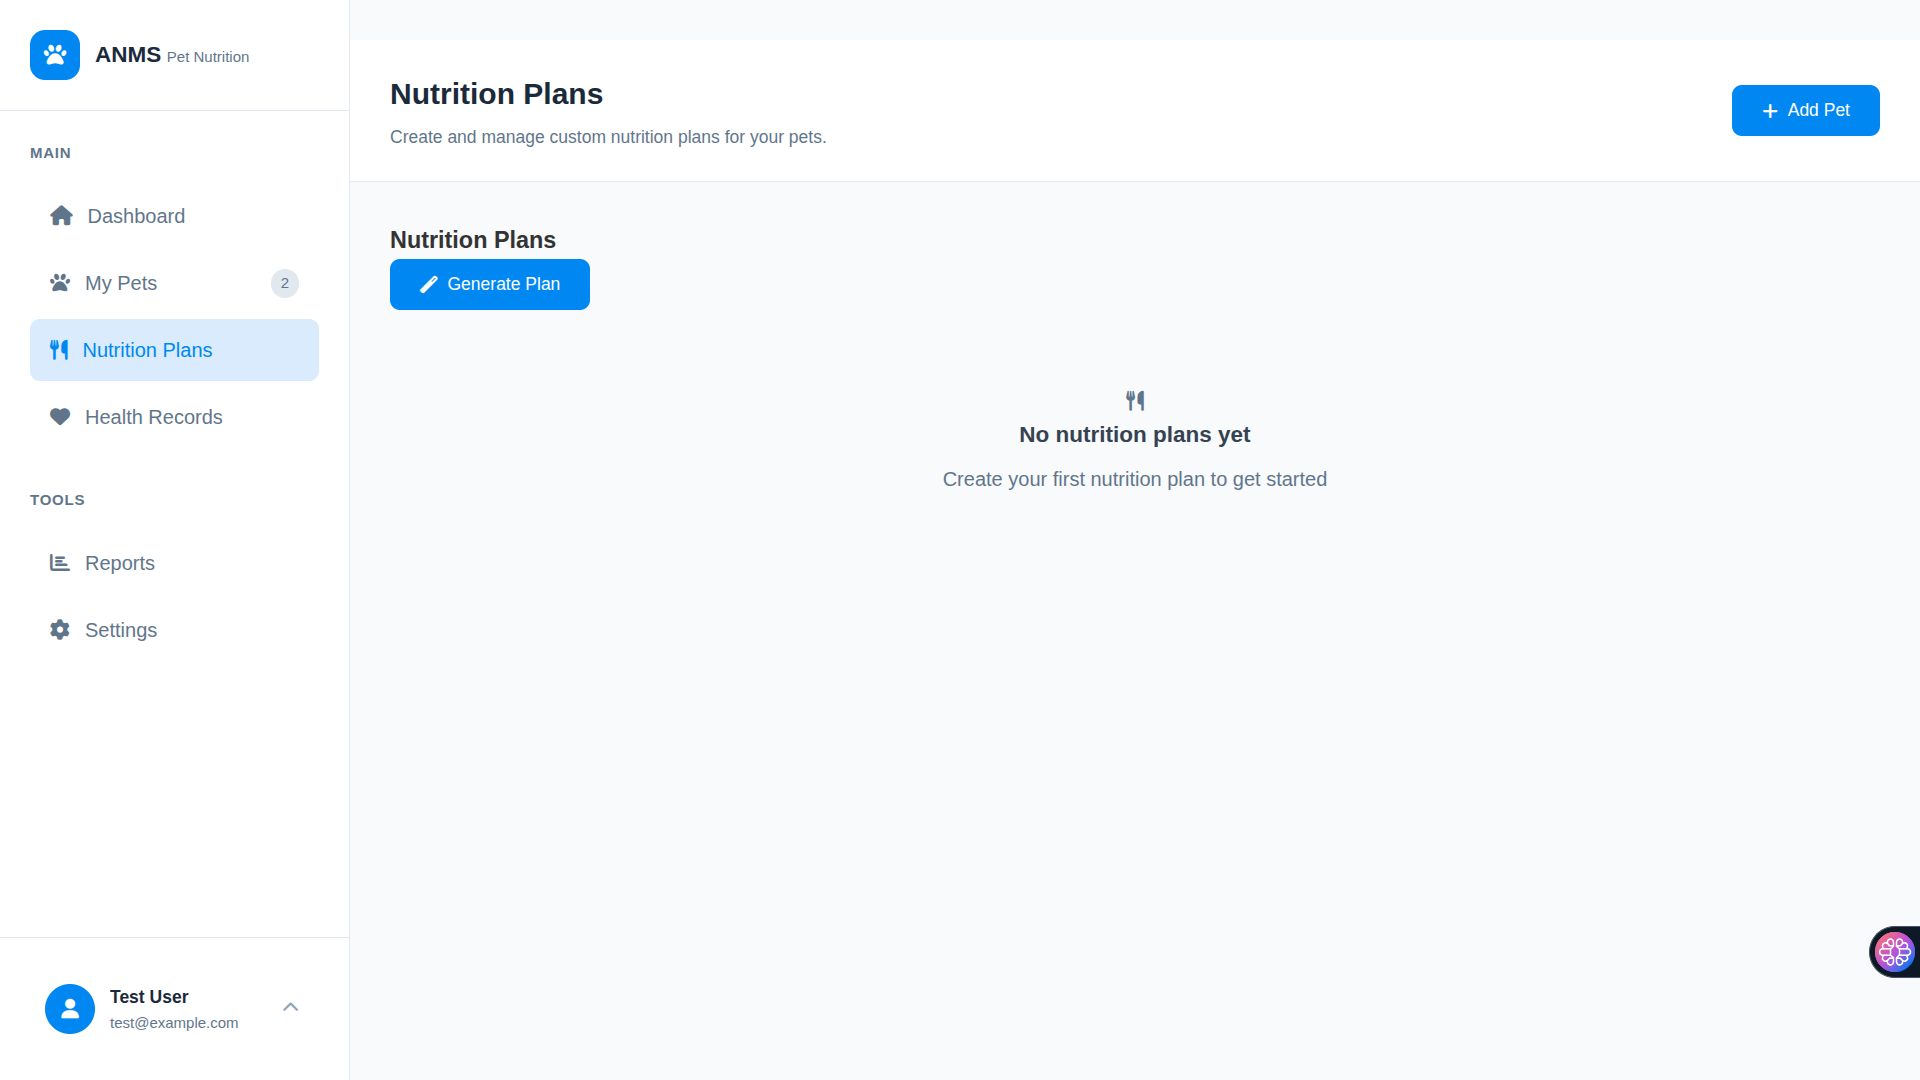 ANMS Pet Nutrition
MAIN
Dashboard
My Pets 2
Nutrition Plans
Health Records
TOOLS
Reports
Settings
Test User
test@example.com
Nutrition Plans
Create and manage custom nutrition plans for your pets.
Add Pet
Nutrition Plans
Generate Plan
No nutrition plans yet
Create your first nutrition plan to get started